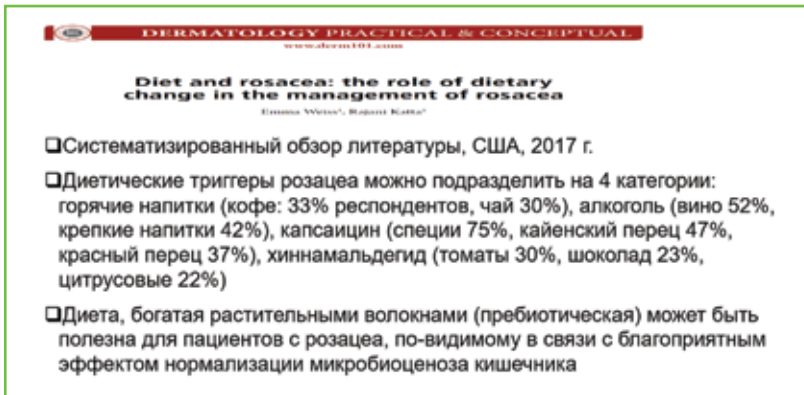 DERMATOLOGY PRACTICAL & CONCEPTUAL
www.derm101.com
Diet and rosacea: the role of dietary
change in the management of rosacea
Emma Weiss¹, Rajani Katta¹
❑Систематизированный обзор литературы, США, 2017 г.
❑Диетические триггеры розацеа можно подразделить на 4 категории:
горячие напитки (кофе: 33% респондентов, чай 30%), алкоголь (вино 52%,
крепкие напитки 42%), капсаицин (специи 75%, кайенский перец 47%,
красный перец 37%), хиннамальдегид (томаты 30%, шоколад 23%,
цитрусовые 22%)
❑Диета, богатая растительными волокнами (пребиотическая) может быть
полезна для пациентов с розацеа, по-видимому в связи с благоприятным
эффектом нормализации микробиоценоза кишечника